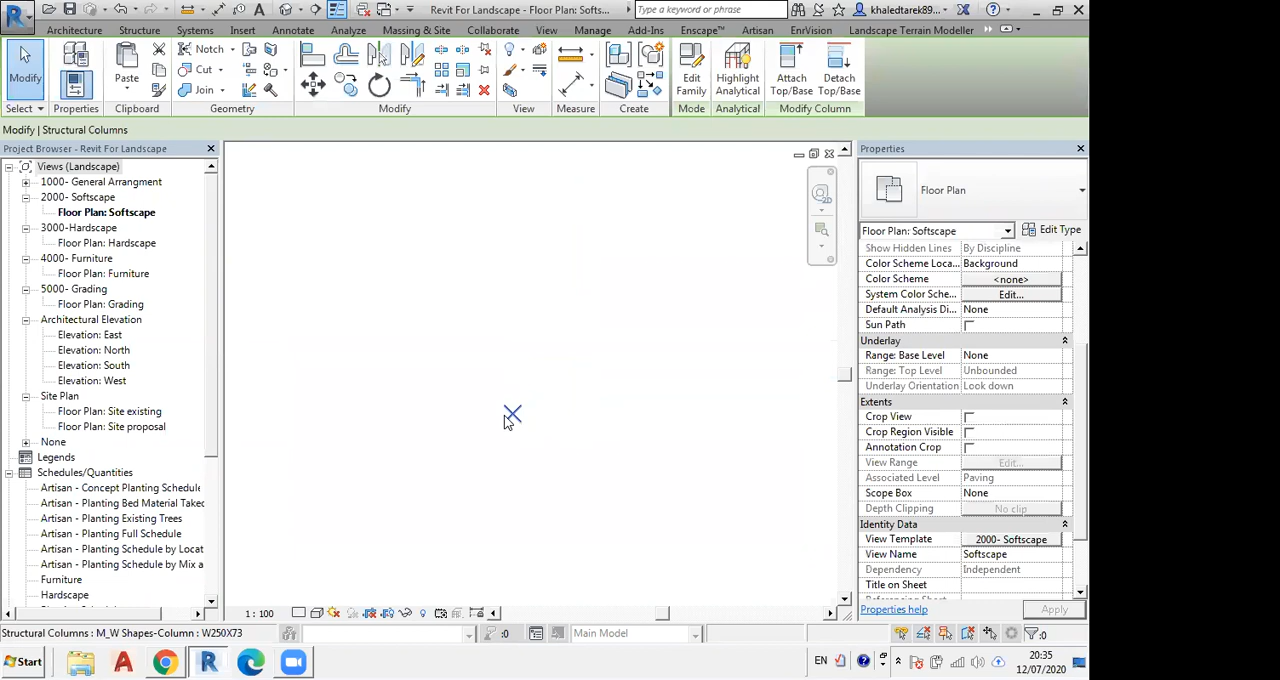 Revit For Landscape - Floor Plan: Softs...
Type a keyword or phrase
khaledtarek89...
Architecture Structure Systems Insert Annotate Analyze Massing & Site Collaborate View Manage Add-Ins Enscape™ Artisan EnVision Landscape Terrain Modeller
Modify
Paste
Notch
Cut
Join
Edit Family
Highlight Analytical
Attach Top/Base
Detach Top/Base
Select Properties Clipboard Geometry Modify View Measure Create Mode Analytical Modify Column
Modify | Structural Columns
Project Browser - Revit For Landscape
Views (Landscape)
1000- General Arrangment
2000- Softscape
Floor Plan: Softscape
3000-Hardscape
Floor Plan: Hardscape
4000- Furniture
Floor Plan: Furniture
5000- Grading
Floor Plan: Grading
Architectural Elevation
Elevation: East
Elevation: North
Elevation: South
Elevation: West
Site Plan
Floor Plan: Site existing
Floor Plan: Site proposal
None
Legends
Schedules/Quantities
Artisan - Concept Planting Schedule
Artisan - Planting Bed Material Takeo
Artisan - Planting Existing Trees
Artisan - Planting Full Schedule
Artisan - Planting Schedule by Locat
Artisan - Planting Schedule by Mix a
Furniture
Hardscape
2D
Properties
Floor Plan
Floor Plan: Softscape
Edit Type
Show Hidden Lines By Discipline
Color Scheme Loca... Background
Color Scheme <none>
System Color Sche... Edit...
Default Analysis Di... None
Sun Path
Underlay
Range: Base Level None
Range: Top Level Unbounded
Underlay Orientation Look down
Extents
Crop View
Crop Region Visible
Annotation Crop
View Range Edit...
Associated Level Paving
Scope Box None
Depth Clipping No clip
Identity Data
View Template 2000- Softscape
View Name Softscape
Dependency Independent
Title on Sheet
Properties help
Apply
1 : 100
Structural Columns : M_W Shapes-Column : W250X73
:0
Main Model
:0
Start
EN
20:35
12/07/2020